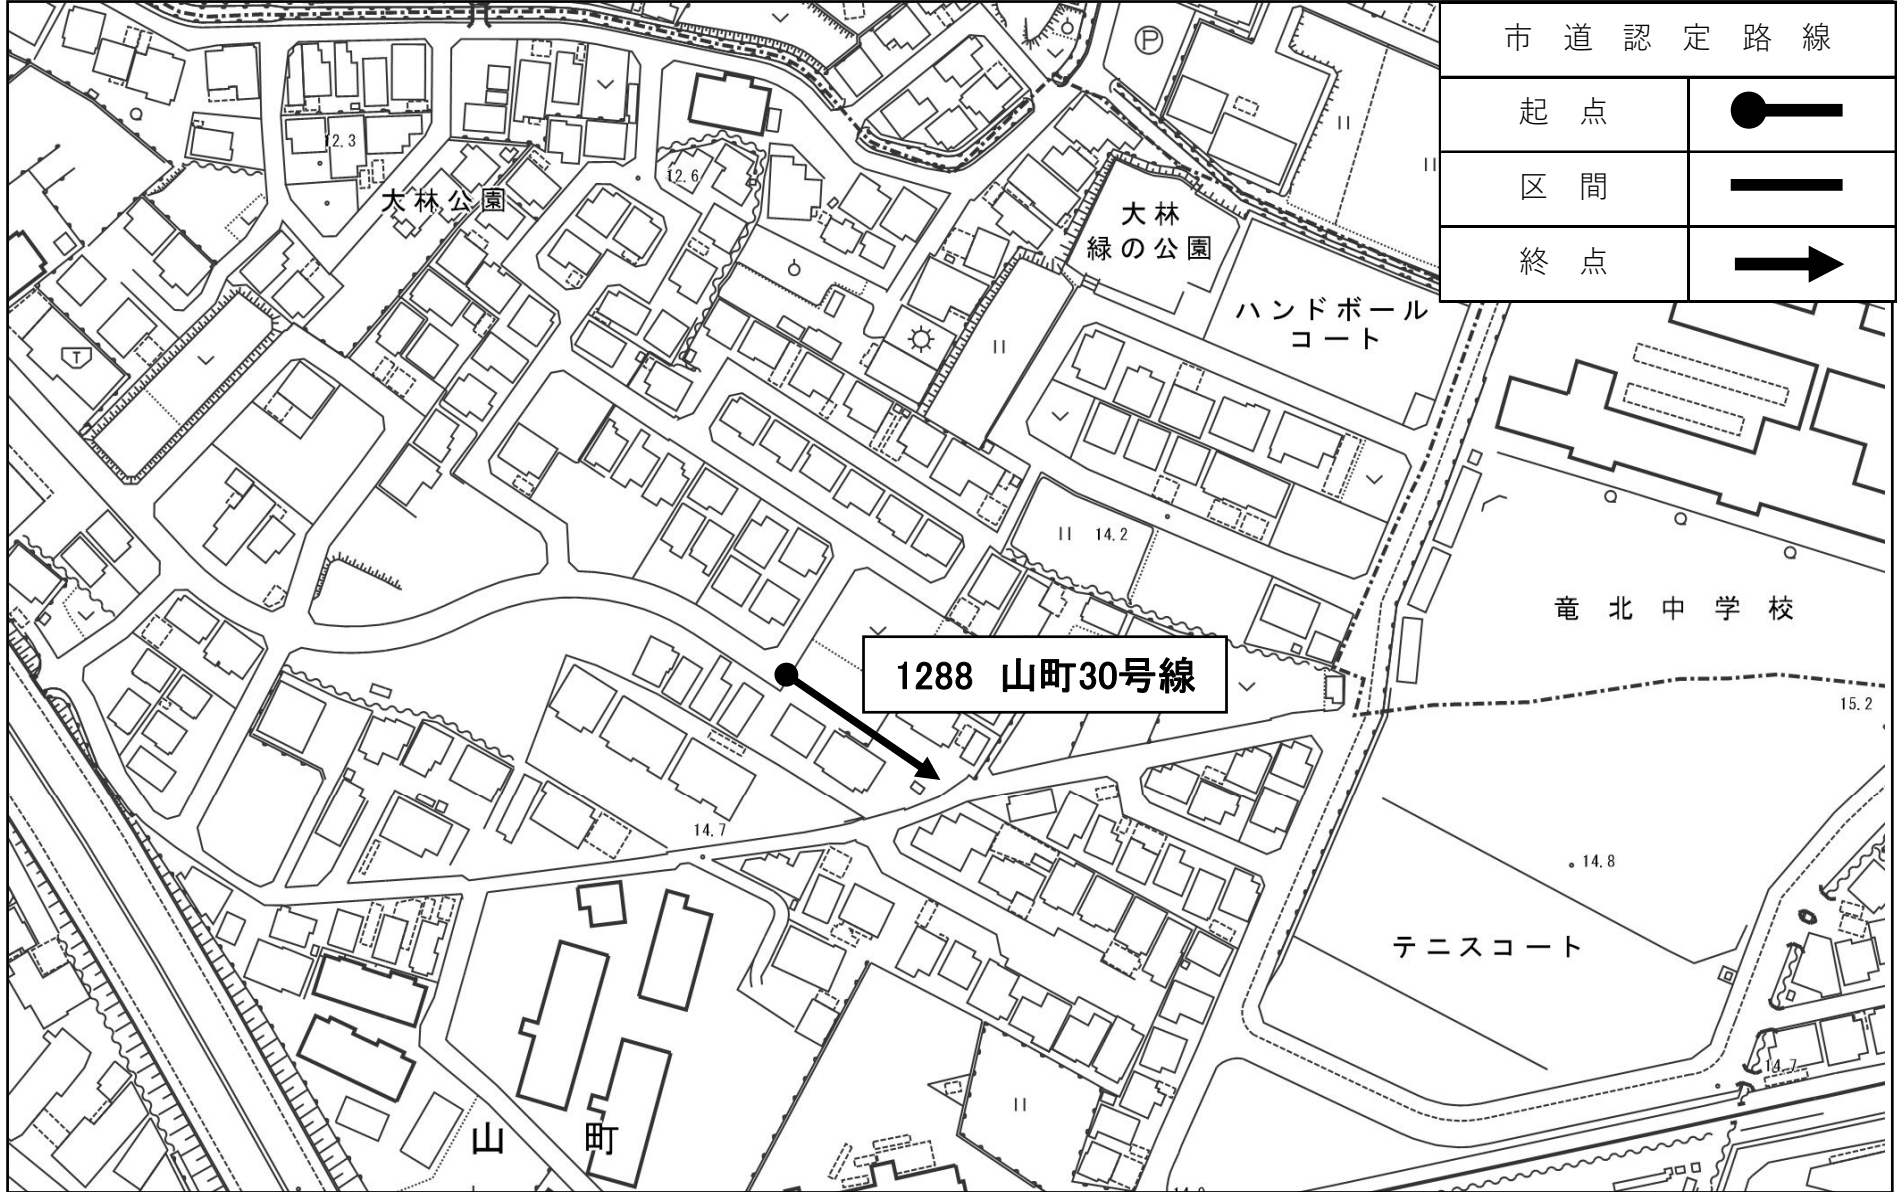 市道認定路線
起点
区間
終点
12.3
12.6
大林公園
大林
緑の公園
ハンドボール
コート
P
T
14.2
竜北中学校
1288 山町30号線
15.2
14.7
14.8
テニスコート
14.7
山町